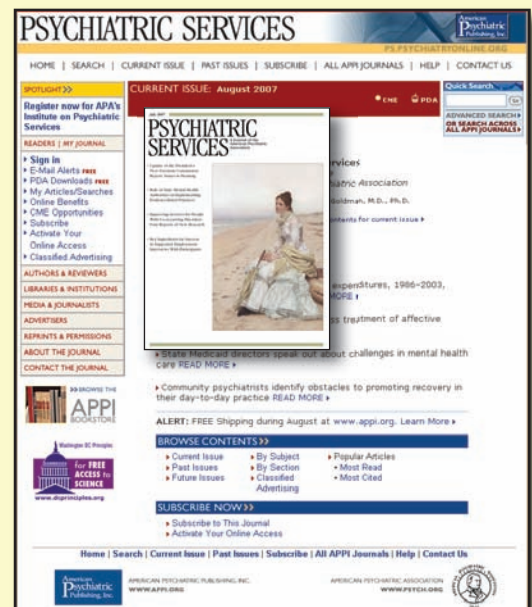 PSYCHIATRIC SERVICES
American
Psychiatric
Publishing, Inc.
PS.PSYCHIATRYONLINE.ORG
HOME | SEARCH | CURRENT ISSUE | PAST ISSUES | SUBSCRIBE | ALL APPI JOURNALS | HELP | CONTACT US
SPOTLIGHT >>
Register now for APA's
Institute on Psychiatric
Services
READERS | MY JOURNAL
Sign in
E-Mail Alerts FREE
PDA Downloads FREE
My Articles/Searches
Online Benefits
CME Opportunities
Subscribe
Activate Your
Online Access
Classified Advertising
AUTHORS & REVIEWERS
LIBRARIES & INSTITUTIONS
MEDIA & JOURNALISTS
ADVERTISERS
REPRINTS & PERMISSIONS
ABOUT THE JOURNAL
CONTACT THE JOURNAL
>> BROWSE THE
APPI
BOOKSTORE
Washington DC Principles
for FREE
ACCESS to
SCIENCE
www.dcprinciples.org
CURRENT ISSUE: August 2007
CME PDA
Quick Search
Go
ADVANCED SEARCH
OR SEARCH ACROSS
ALL APPI JOURNALS
PSYCHIATRIC
SERVICES
A Journal of the
American Psychiatric
Association
rvices
iatric Association
Goldman, M.D., Ph.D.
ontents for current issue
expenditures, 1986–2003,
MORE
ss treatment of affective
State Medicaid directors speak out about challenges in mental health
care READ MORE
Community psychiatrists identify obstacles to promoting recovery in
their day-to-day practice READ MORE
ALERT: FREE Shipping during August at www.appi.org. Learn More
BROWSE CONTENTS >>
Current Issue
Past Issues
Future Issues
By Subject
By Section
Classified
Advertising
Popular Articles
• Most Read
• Most Cited
SUBSCRIBE NOW >>
Subscribe to This Journal
Activate Your Online Access
Home | Search | Current Issue | Past Issues | Subscribe | All APPI Journals | Help | Contact Us
American
Psychiatric
Publishing, Inc.
AMERICAN PSYCHIATRIC PUBLISHING, INC.
WWW.APPI.ORG
AMERICAN PSYCHIATRIC ASSOCIATION
WWW.PSYCH.ORG